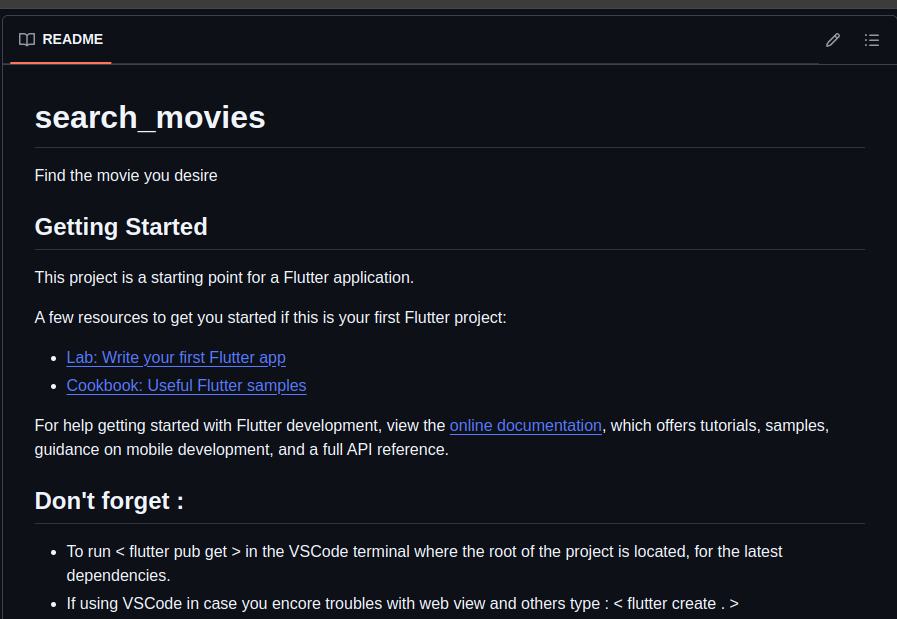 README
search_movies
Find the movie you desire
Getting Started
This project is a starting point for a Flutter application.
A few resources to get you started if this is your first Flutter project:
Lab: Write your first Flutter app
Cookbook: Useful Flutter samples
For help getting started with Flutter development, view the online documentation, which offers tutorials, samples,
guidance on mobile development, and a full API reference.
Don't forget :
To run < flutter pub get > in the VSCode terminal where the root of the project is located, for the latest
dependencies.
If using VSCode in case you encore troubles with web view and others type : < flutter create . >